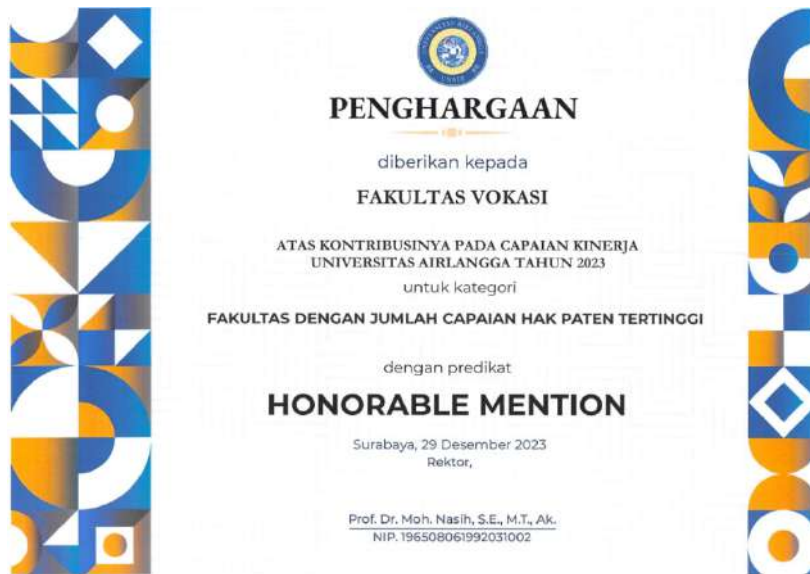 PENGHARGAAN
diberikan kepada
FAKULTAS VOKASI
ATAS KONTRIBUSINYA PADA CAPAIAN KINERJA
UNIVERSITAS AIRLANGGA TAHUN 2023
untuk kategori
FAKULTAS DENGAN JUMLAH CAPAIAN HAK PATEN TERTINGGI
dengan predikat
HONORABLE MENTION
Surabaya, 29 Desember 2023
Rektor,
Prof. Dr. Moh. Nasih, S.E., M.T., Ak.
NIP. 196508061992031002